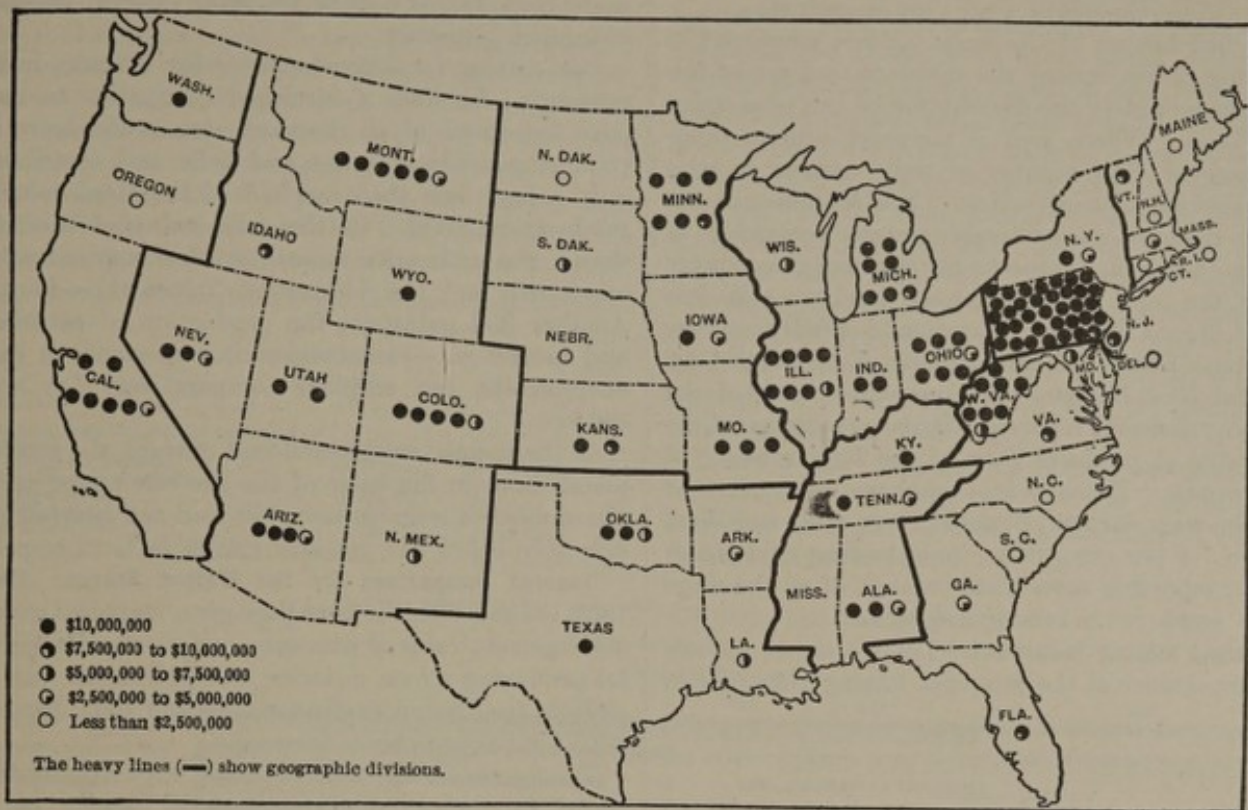 WASH.
MAINE
MONT.
N. DAK.
OREGON
MINN.
VT.
N.H.
IDAHO
S. DAK.
WIS.
MICH.
N. Y.
MASS.
R. I.
CT.
WYO.
NEV.
NEBR.
IOWA
N.J.
CAL.
UTAH
COLO.
ILL.
IND.
OHIO
MD.
DEL.
W. VA.
KANS.
MO.
KY.
VA.
ARIZ.
N. MEX.
OKLA.
ARK.
TENN.
N. C.
S. C.
MISS.
ALA.
GA.
TEXAS
LA.
FLA.
$10,000,000
$7,500,000 to $10,000,000
$5,000,000 to $7,500,000
$2,500,000 to $5,000,000
Less than $2,500,000
The heavy lines (▬) show geographic divisions.